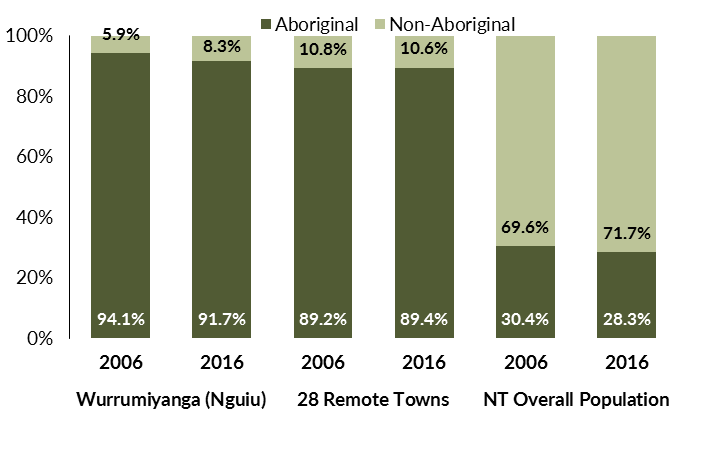 Aboriginal Non-Aboriginal
100% 5.9% 8.3% 10.8% 10.6%
80%
60%
40%
69.6% 71.7%
20%
94.1% 91.7% 89.2% 89.4% 30.4% 28.3%
0%
2006 2016 2006 2016 2006 2016
Wurrumiyanga (Nguiu) 28 Remote Towns NT Overall Population